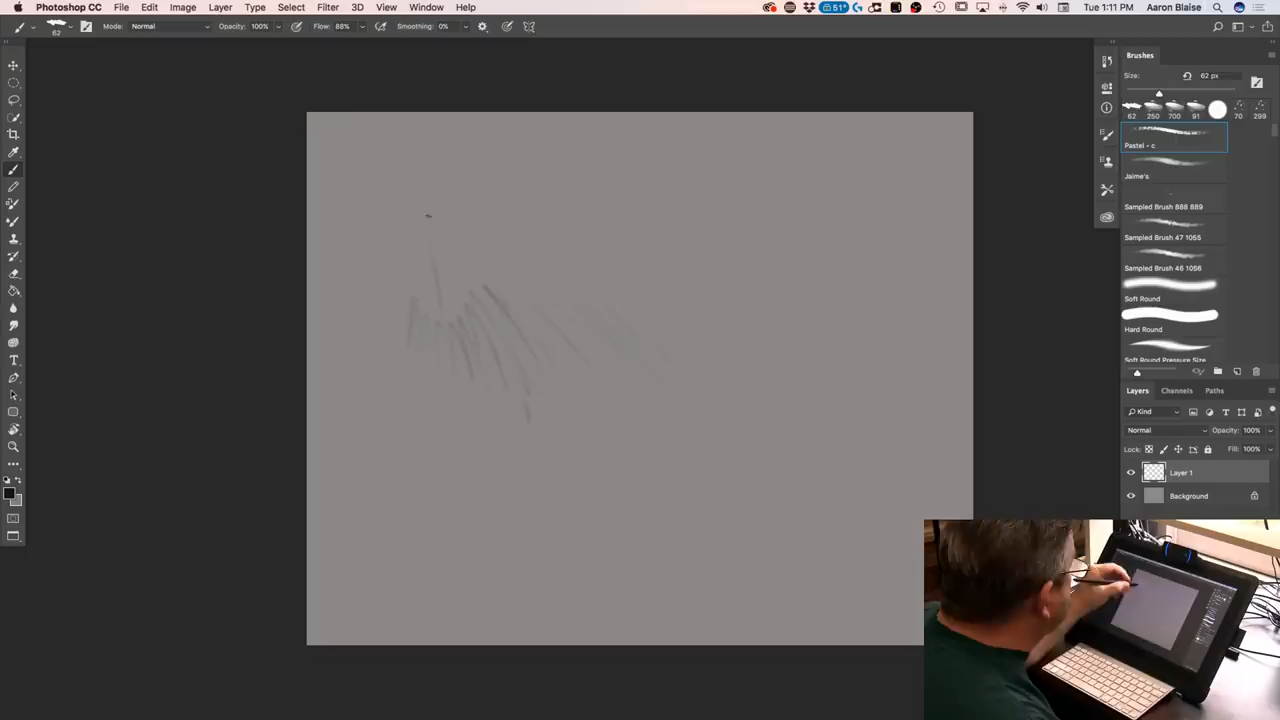 Photoshop CC File Edit Image Layer Type Select Filter 3D View Window Help 51° Tue 1:11 PM Aaron Blaise
62 Mode: Normal Opacity: 100% Flow: 88% Smoothing: 0%
Brushes
Size: 62 px
62 250 700 91 70 299
Pastel - c
Jaime's
Sampled Brush 888 889
Sampled Brush 47 1055
Sampled Brush 46 1056
Soft Round
Hard Round
Soft Round Pressure Size
Layers Channels Paths
Kind
Normal Opacity: 100%
Lock: Fill: 100%
Layer 1
Background